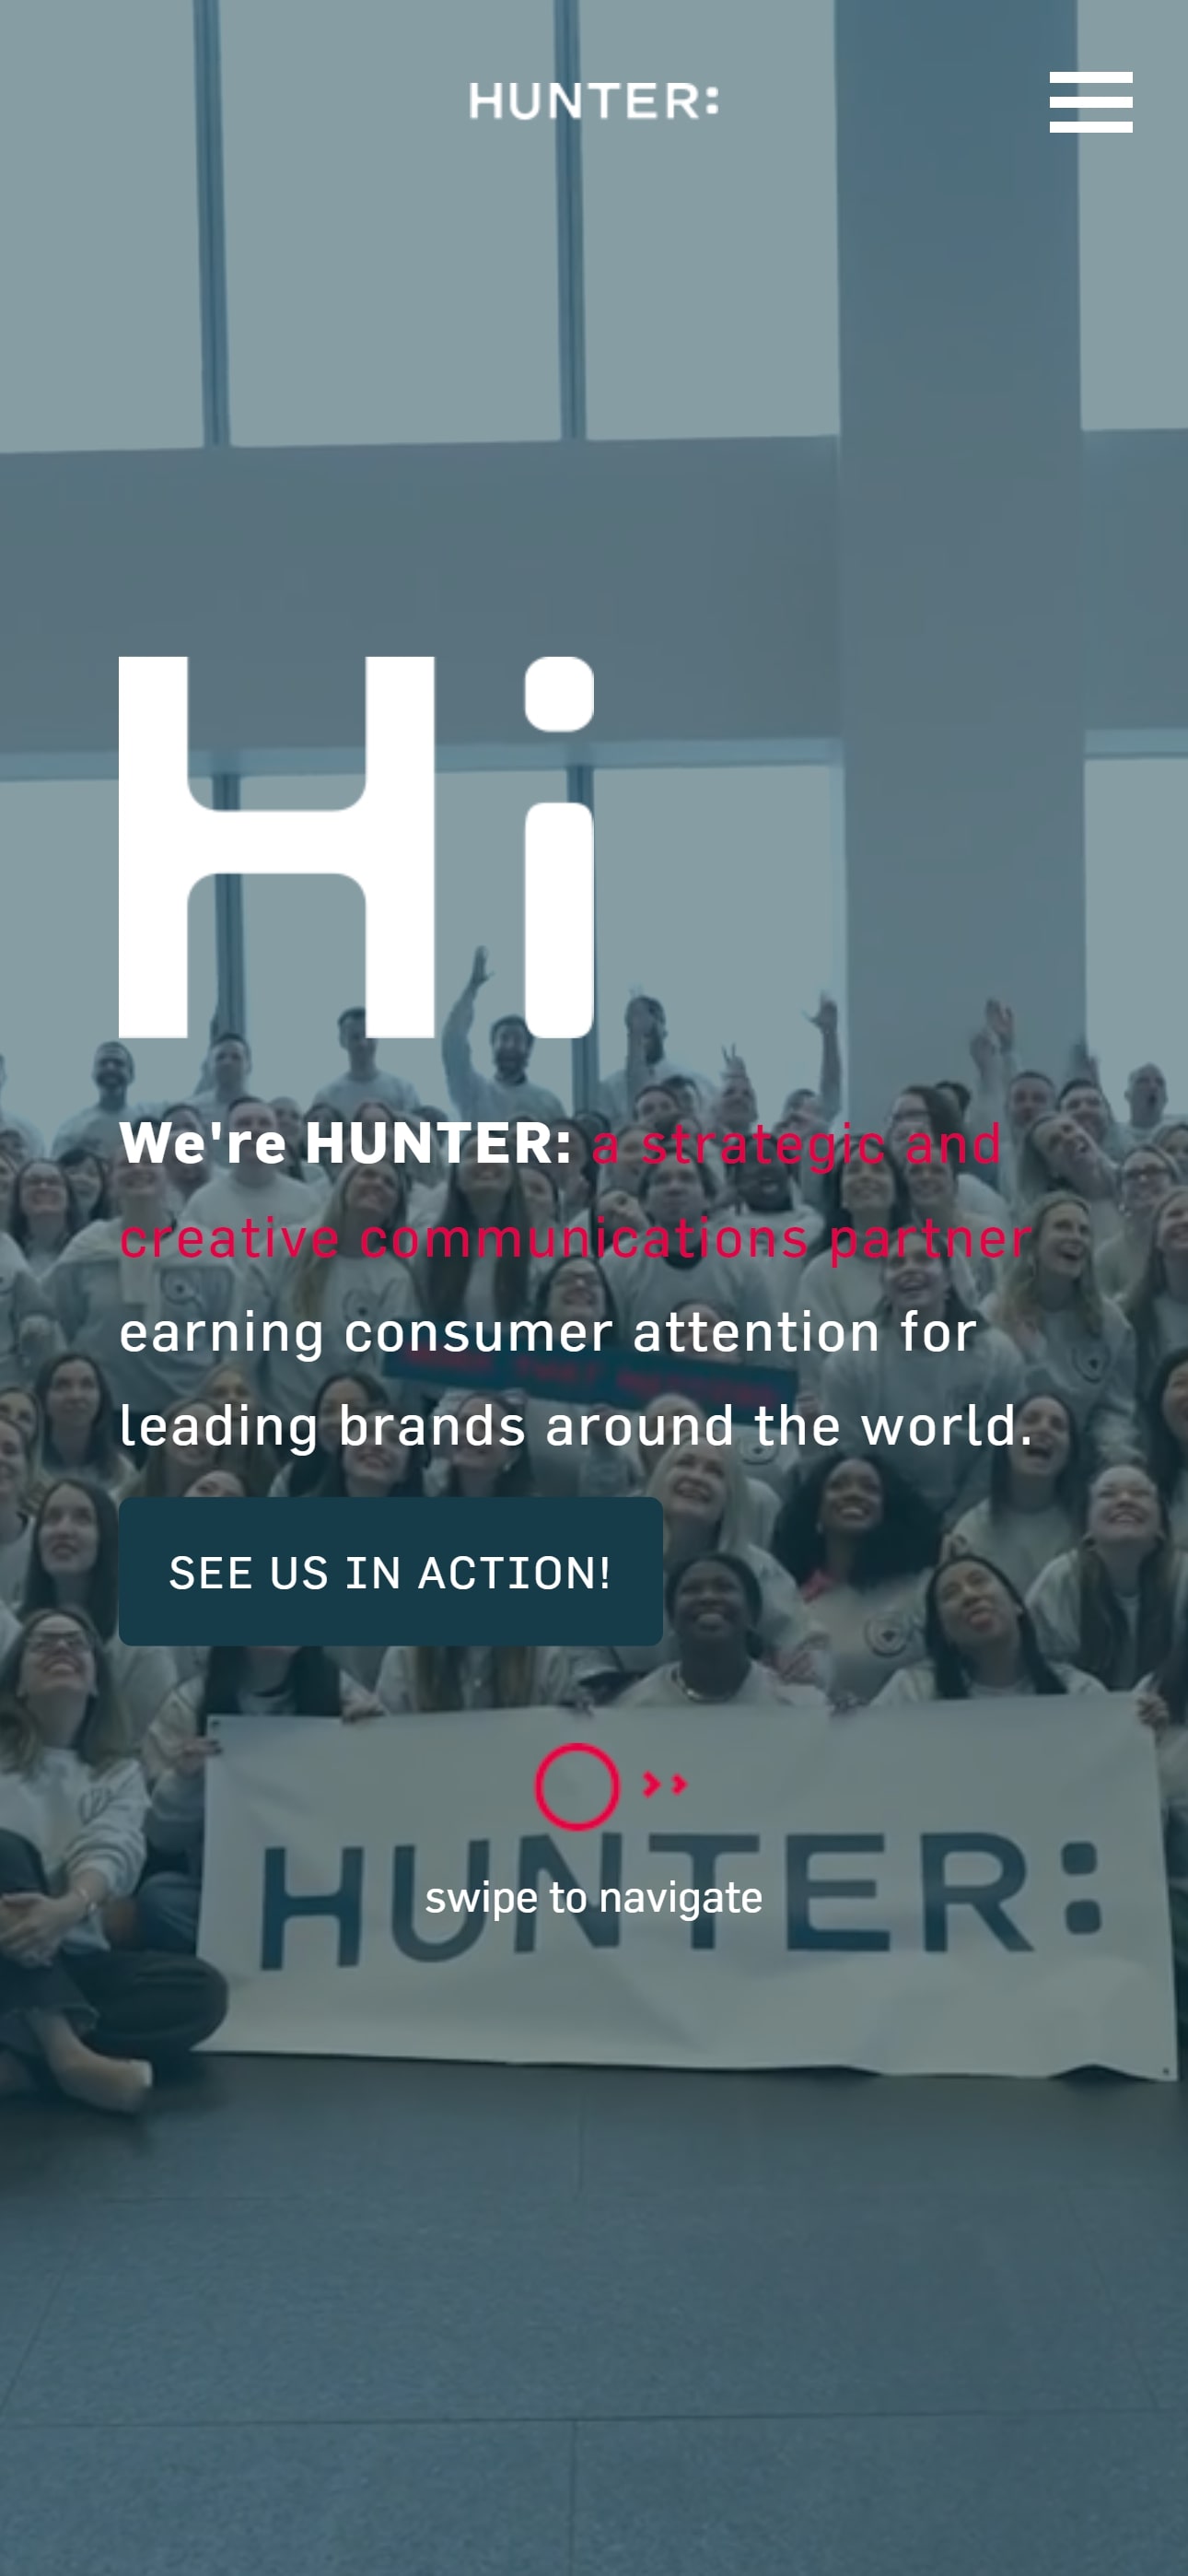 HUNTER:
Hi
We're HUNTER: a strategic and
creative communications partner
earning consumer attention for
leading brands around the world.
SEE US IN ACTION!
swipe to navigate
HUNTER: